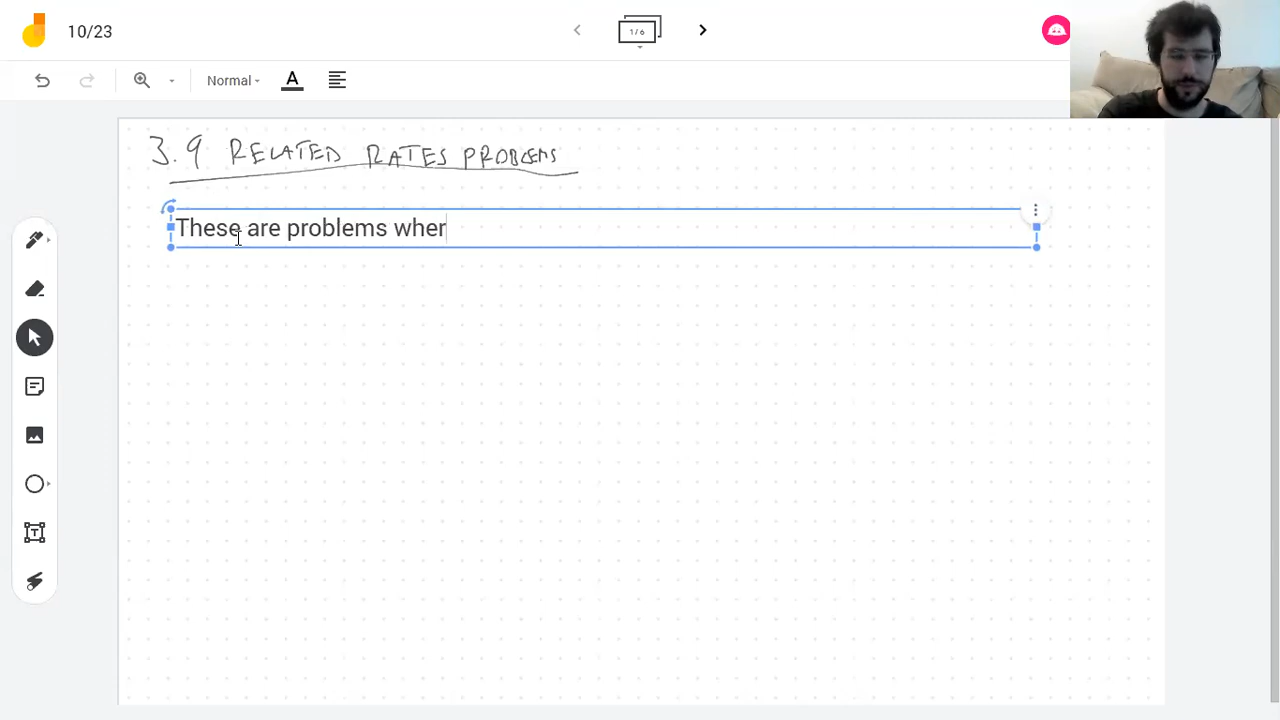 10/23
1/6
Normal
3.9 RELATED RATES PROBLEMS
These are problems wher